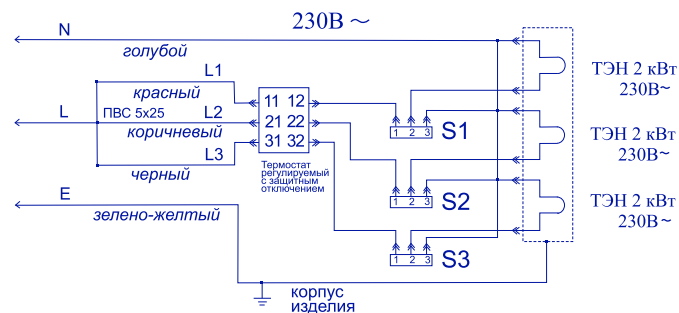 230В ~
N
голубой
L1
красный
L
ПВС 5х25
L2
коричневый
L3
черный
E
зелено-желтый
11 12
21 22
31 32
Термостат
регулируемый
с защитным
отключением
1 2 3
S1
1 2 3
S2
1 2 3
S3
ТЭН 2 кВт
230В~
ТЭН 2 кВт
230В~
ТЭН 2 кВт
230В~
корпус
изделия